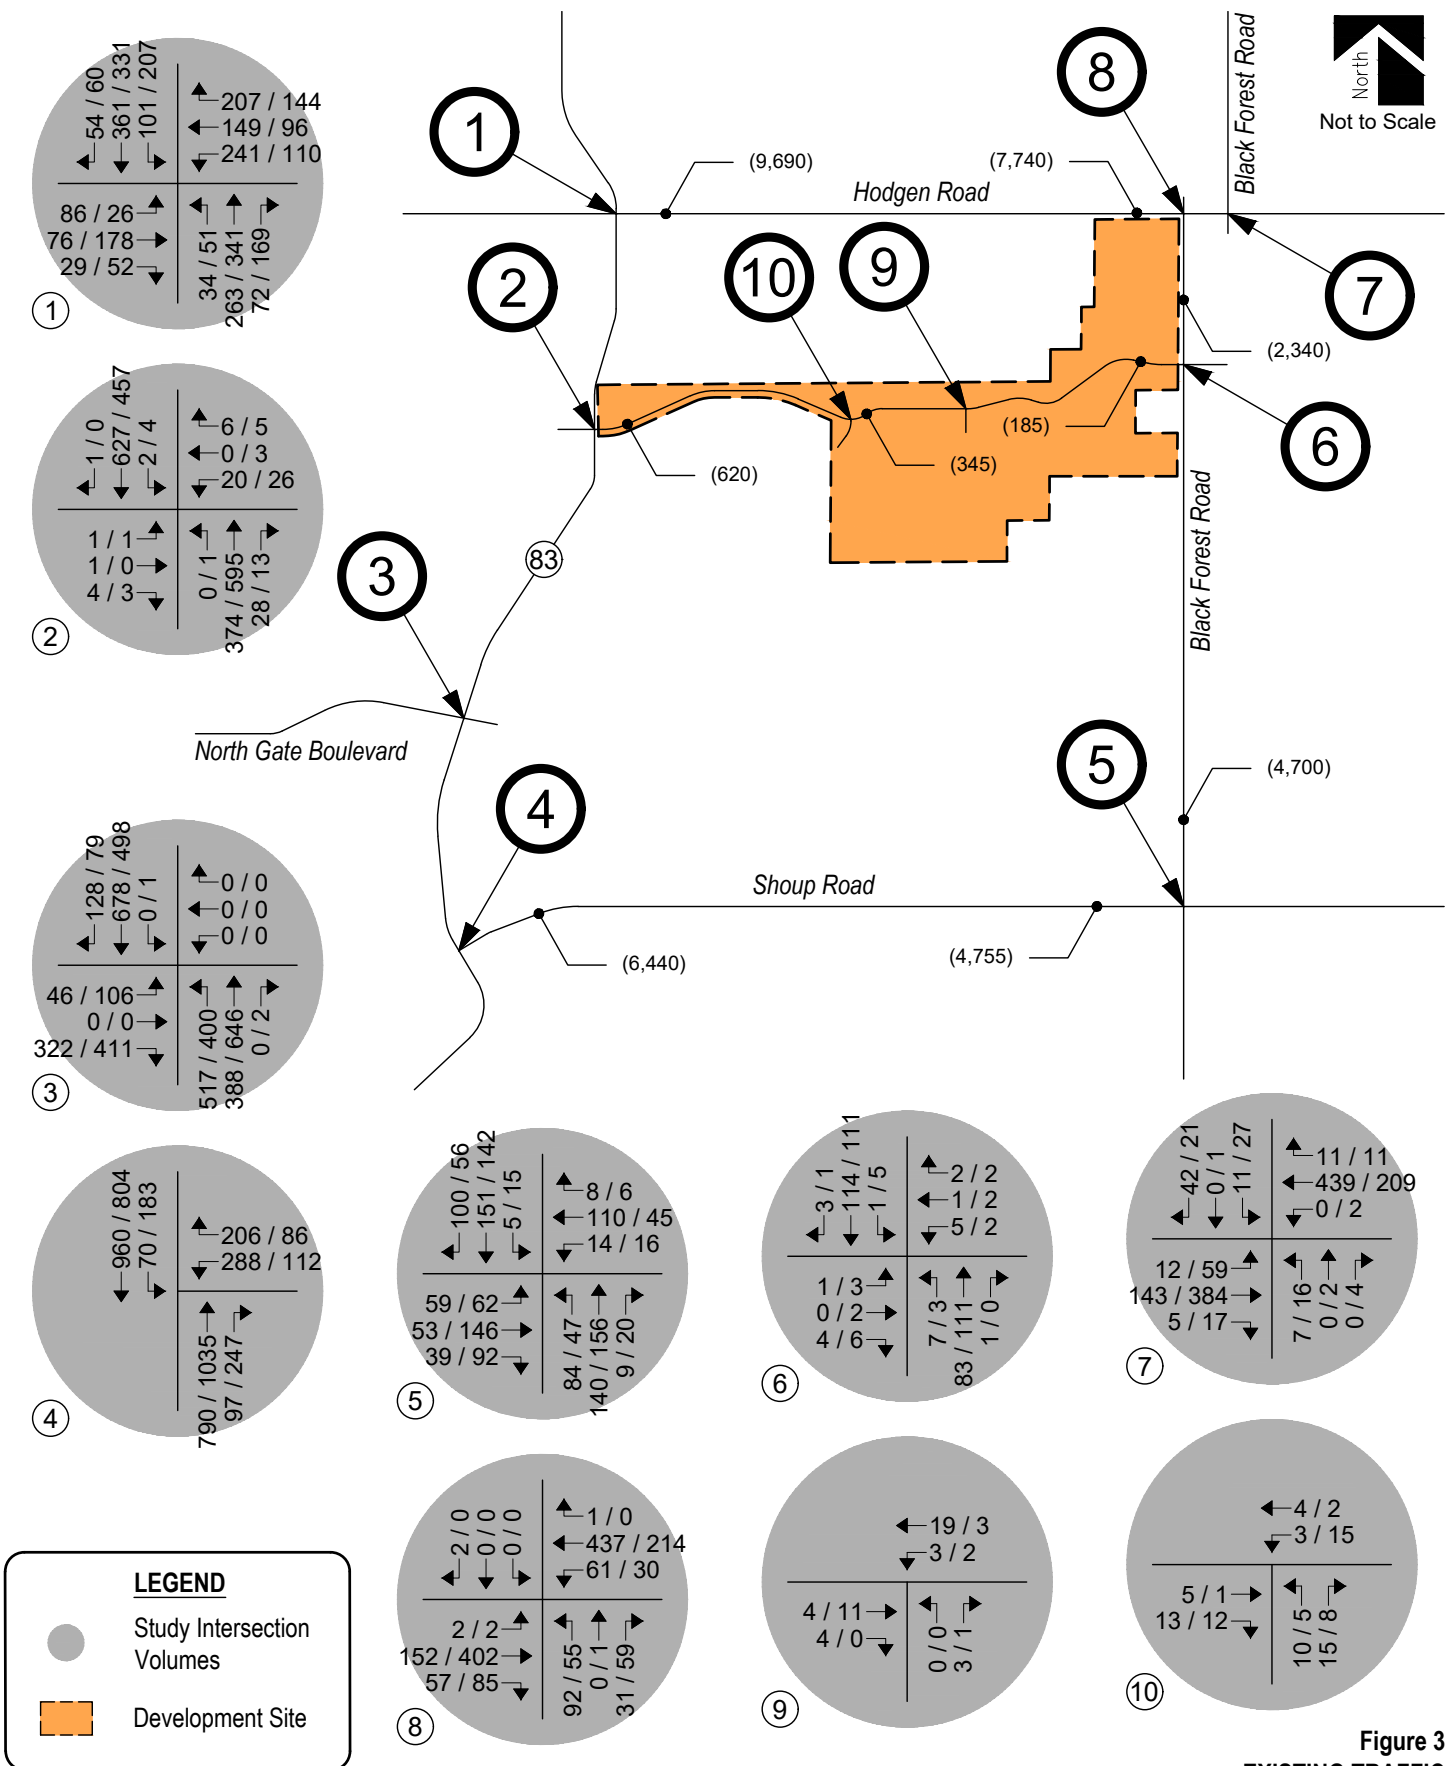 54 / 60
361 / 331
101 / 207
207 / 144
149 / 96
241 / 110
86 / 26
76 / 178
29 / 52
34 / 51
263 / 341
72 / 169
1
1 / 0
627 / 457
2 / 4
6 / 5
0 / 3
20 / 26
1 / 1
1 / 0
4 / 3
0 / 1
374 / 595
28 / 13
2
128 / 79
678 / 498
0 / 1
0 / 0
0 / 0
0 / 0
46 / 106
0 / 0
322 / 411
517 / 400
388 / 646
0 / 2
3
960 / 804
70 / 183
206 / 86
288 / 112
790 / 1035
97 / 247
4
1
2
3
4
5
6
7
8
9
10
North
Not to Scale
Black Forest Road
Hodgen Road
(9,690)
(7,740)
(2,340)
(185)
(345)
(620)
83
North Gate Boulevard
Black Forest Road
(4,700)
Shoup Road
(6,440)
(4,755)
100 / 56
151 / 142
5 / 15
8 / 6
110 / 45
14 / 16
59 / 62
53 / 146
39 / 92
84 / 47
140 / 156
9 / 20
5
3 / 1
114 / 111
1 / 5
2 / 2
1 / 2
5 / 2
1 / 3
0 / 2
4 / 6
7 / 3
83 / 111
1 / 0
6
42 / 21
0 / 1
11 / 27
11 / 11
439 / 209
0 / 2
12 / 59
143 / 384
5 / 17
7 / 16
0 / 2
0 / 4
7
2 / 0
0 / 0
0 / 0
1 / 0
437 / 214
61 / 30
2 / 2
152 / 402
57 / 85
92 / 55
0 / 1
31 / 59
8
19 / 3
3 / 2
4 / 11
4 / 0
0 / 0
3 / 1
9
4 / 2
3 / 15
5 / 1
13 / 12
10 / 5
15 / 8
10
LEGEND
Study Intersection
Volumes
Development Site
Figure 3